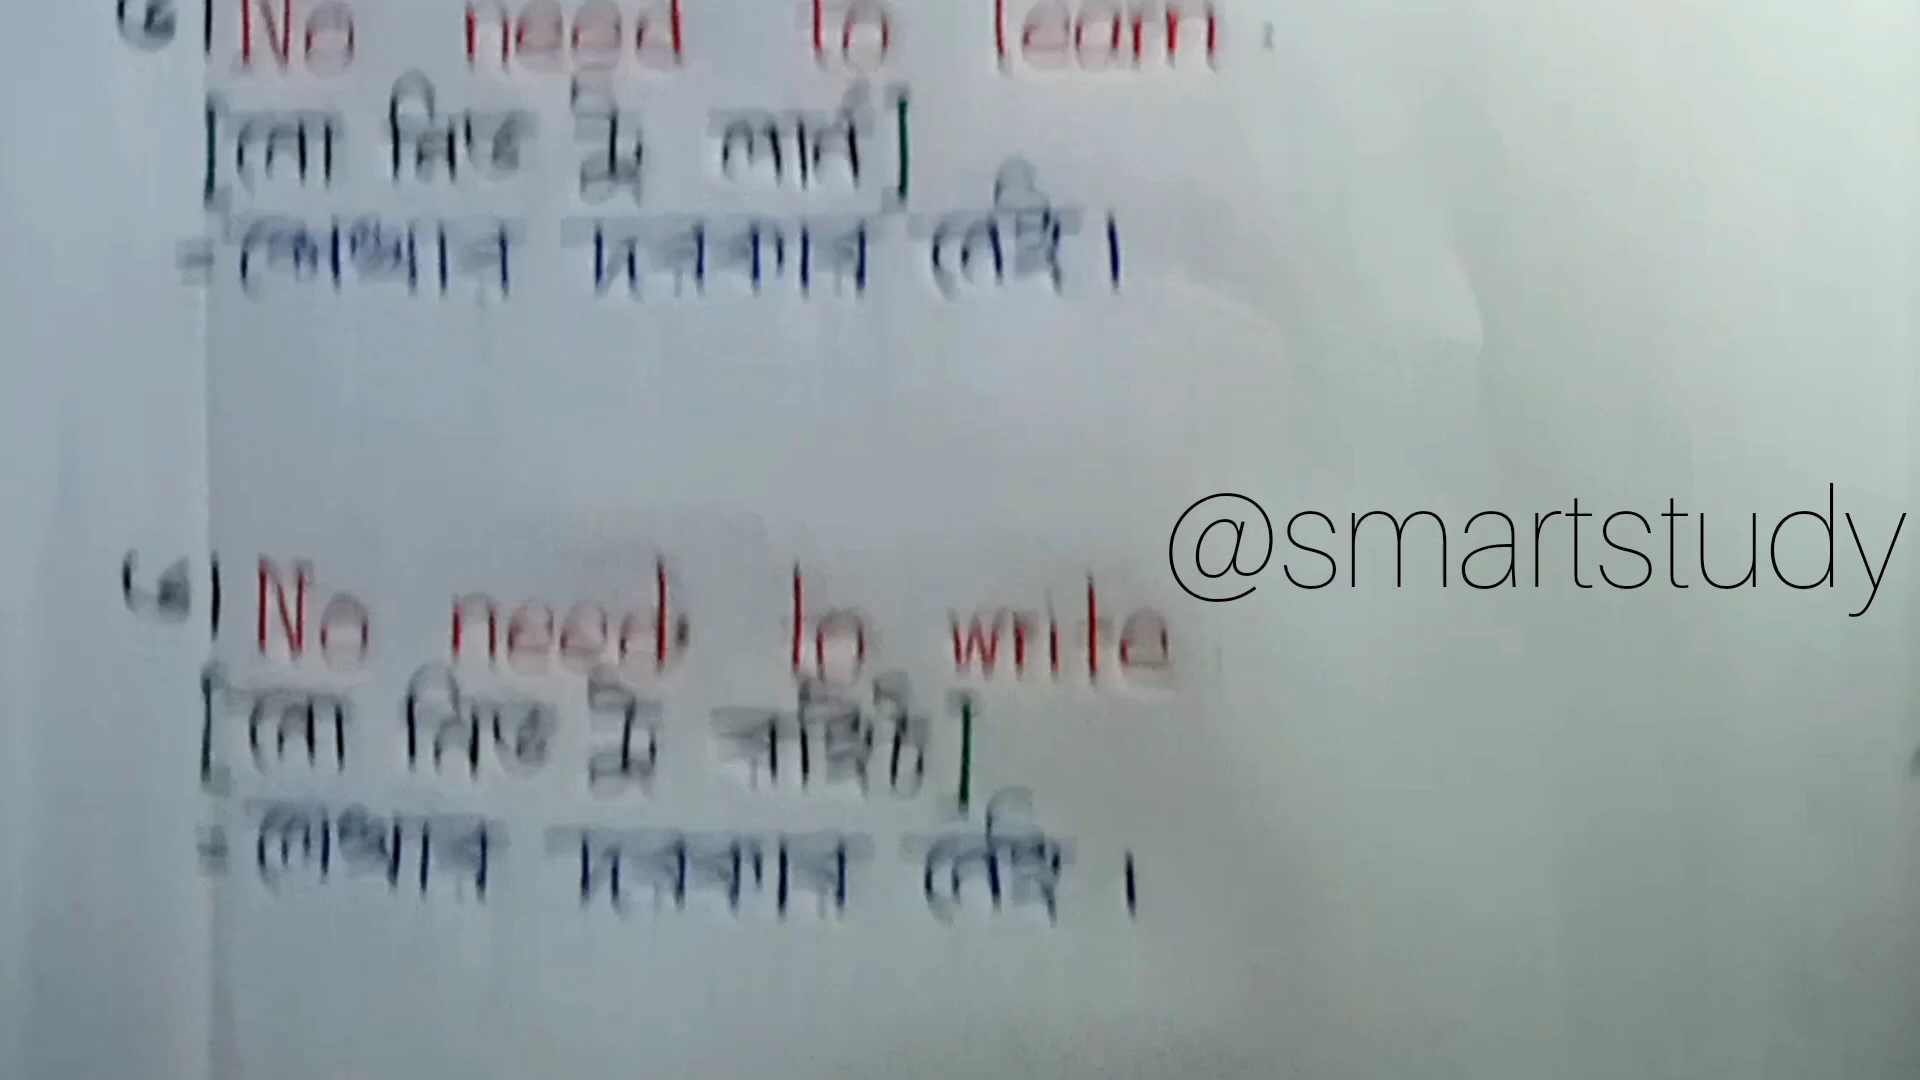 No need to learn
[নো নিড টু লার্ন]
= শেখার দরকার নেই।
No need to write
[নো নিড টু রাইট]
= লেখার দরকার নেই।
@smartstudy